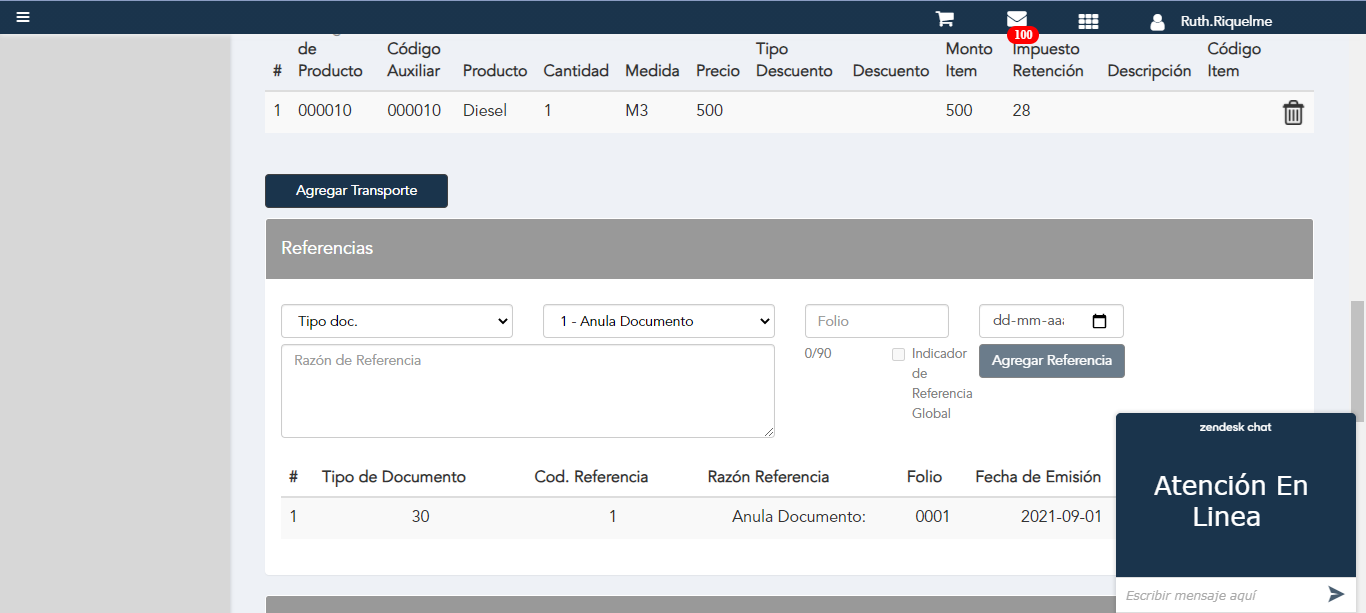 Ruth.Riquelme
100
de Código Tipo Monto Impuesto Código
# Producto Auxiliar Producto Cantidad Medida Precio Descuento Descuento Item Retención Descripción Item
1 000010 000010 Diesel 1 M3 500 500 28
Agregar Transporte
Referencias
Tipo doc. 1 - Anula Documento Folio dd-mm-aa
Razón de Referencia 0/90 Indicador Agregar Referencia
de
Referencia
Global
# Tipo de Documento Cod. Referencia Razón Referencia Folio Fecha de Emisión
1 30 1 Anula Documento: 0001 2021-09-01
zendesk chat
Atención En
Linea
Escribir mensaje aquí